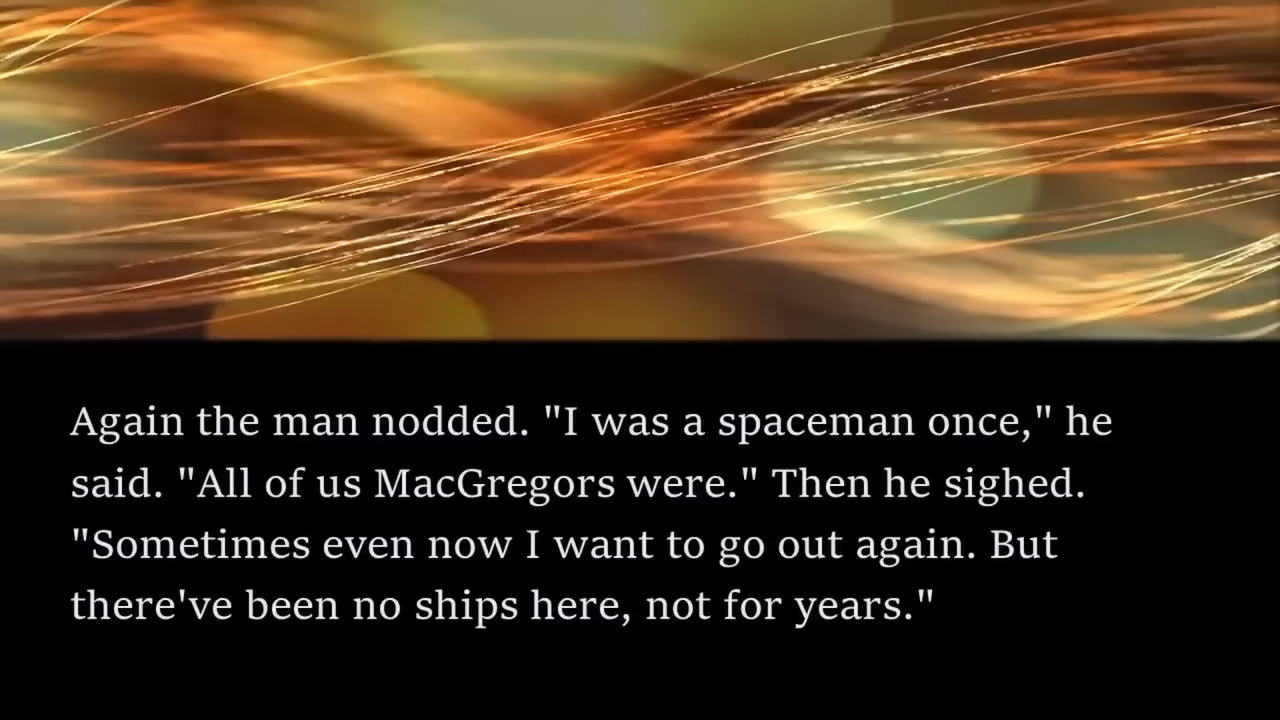 Again the man nodded. "I was a spaceman once," he
said. "All of us MacGregors were." Then he sighed.
"Sometimes even now I want to go out again. But
there've been no ships here, not for years."